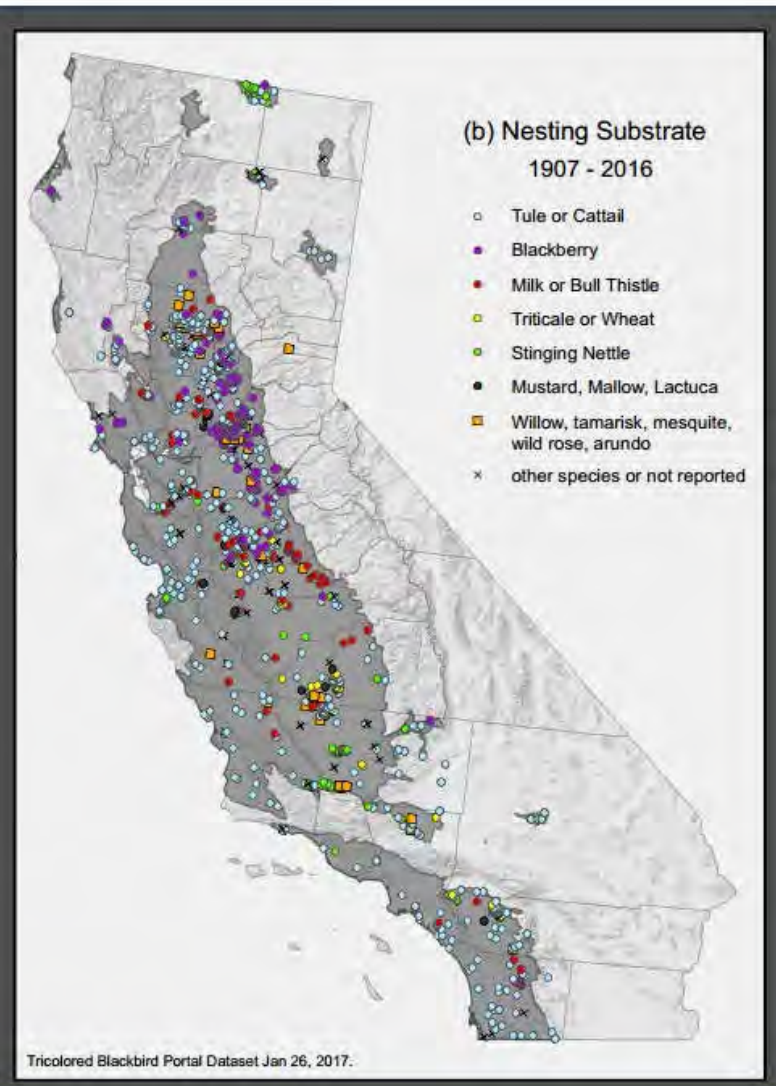 (b) Nesting Substrate
1907 - 2016
Tule or Cattail
Blackberry
Milk or Bull Thistle
Triticale or Wheat
Stinging Nettle
Mustard, Mallow, Lactuca
Willow, tamarisk, mesquite,
wild rose, arundo
other species or not reported
Tricolored Blackbird Portal Dataset Jan 26, 2017.